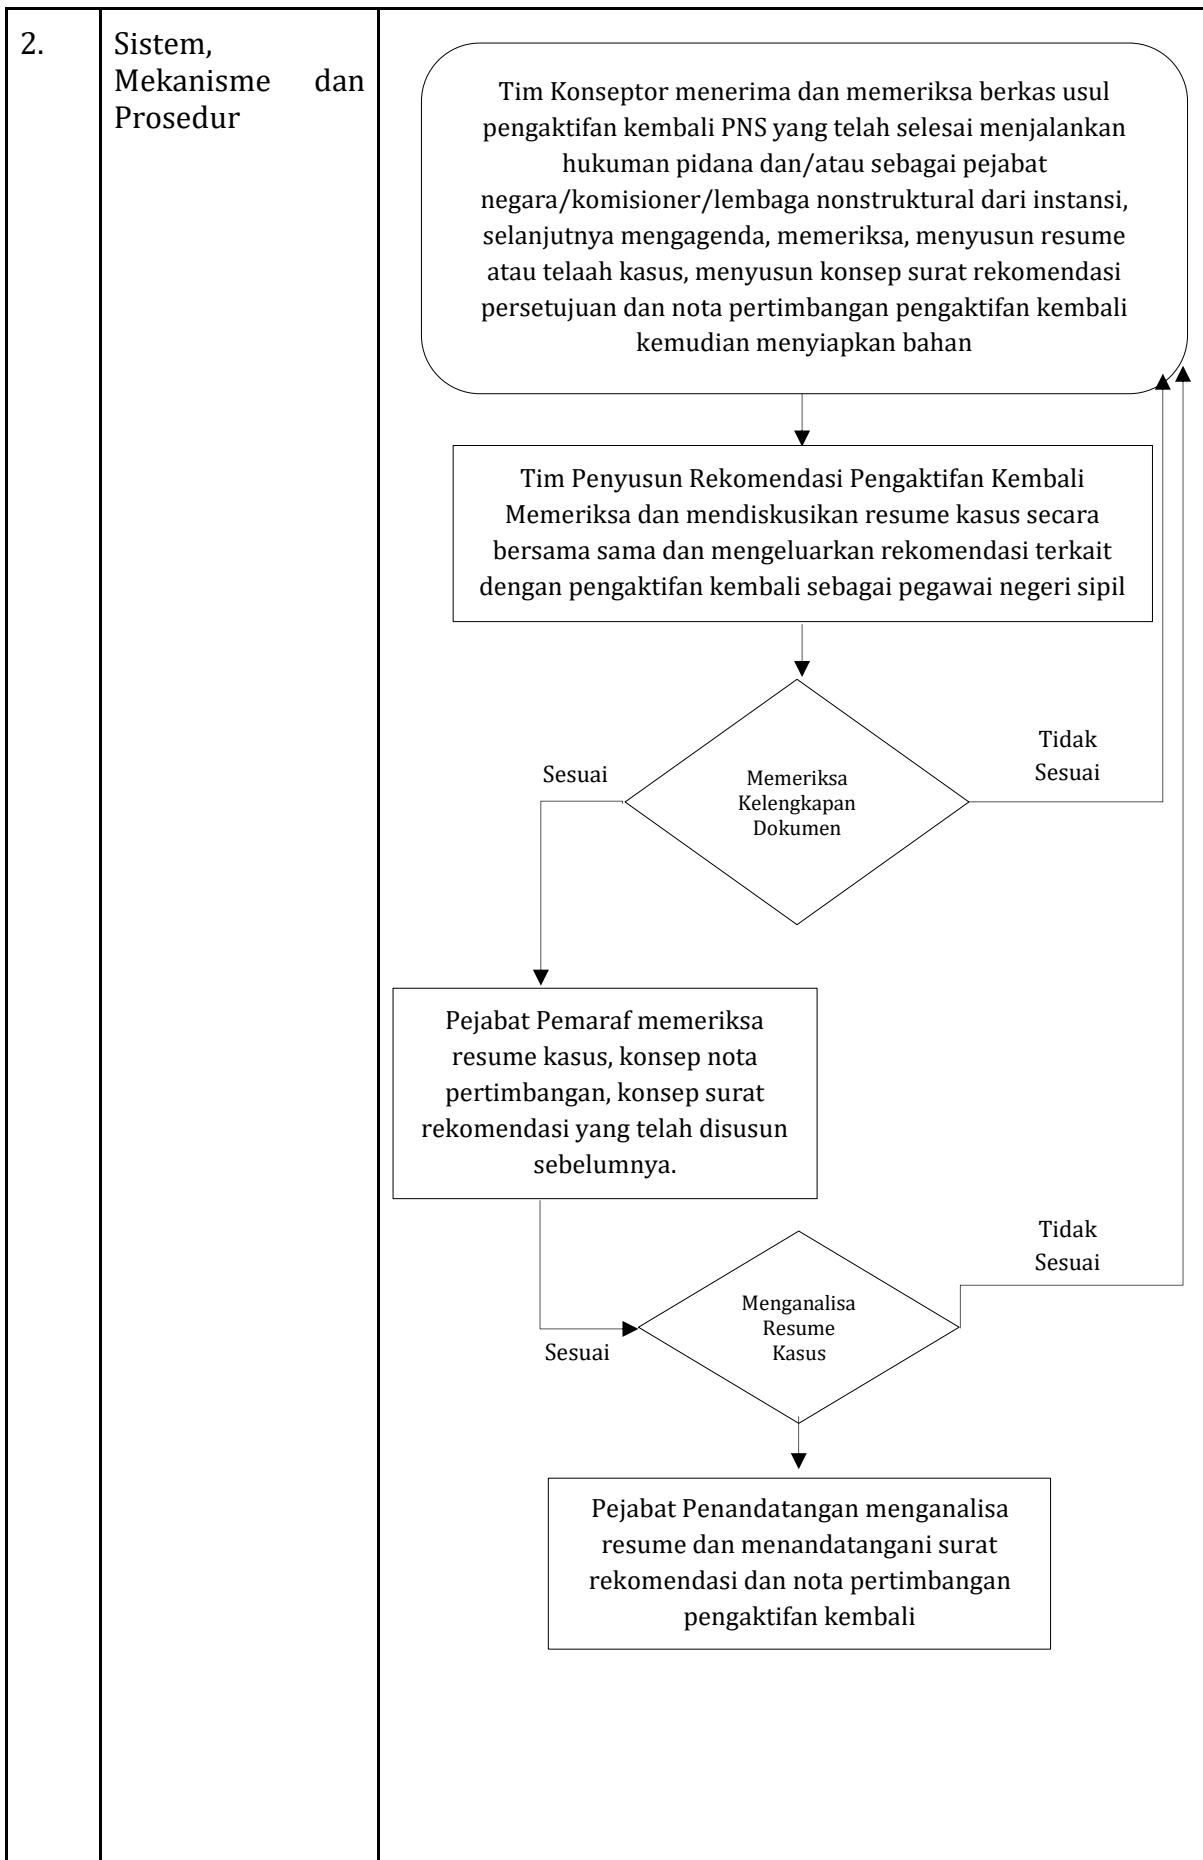 2.
Sistem,
Mekanisme dan
Prosedur
Tim Konseptor menerima dan memeriksa berkas usul
pengaktifan kembali PNS yang telah selesai menjalankan
hukuman pidana dan/atau sebagai pejabat
negara/komisioner/lembaga nonstruktural dari instansi,
selanjutnya mengagenda, memeriksa, menyusun resume
atau telaah kasus, menyusun konsep surat rekomendasi
persetujuan dan nota pertimbangan pengaktifan kembali
kemudian menyiapkan bahan
Tim Penyusun Rekomendasi Pengaktifan Kembali
Memeriksa dan mendiskusikan resume kasus secara
bersama sama dan mengeluarkan rekomendasi terkait
dengan pengaktifan kembali sebagai pegawai negeri sipil
Sesuai
Memeriksa
Kelengkapan
Dokumen
Tidak
Sesuai
Pejabat Pemaraf memeriksa
resume kasus, konsep nota
pertimbangan, konsep surat
rekomendasi yang telah disusun
sebelumnya.
Sesuai
Menganalisa
Resume
Kasus
Tidak
Sesuai
Pejabat Penandatangan menganalisa
resume dan menandatangani surat
rekomendasi dan nota pertimbangan
pengaktifan kembali